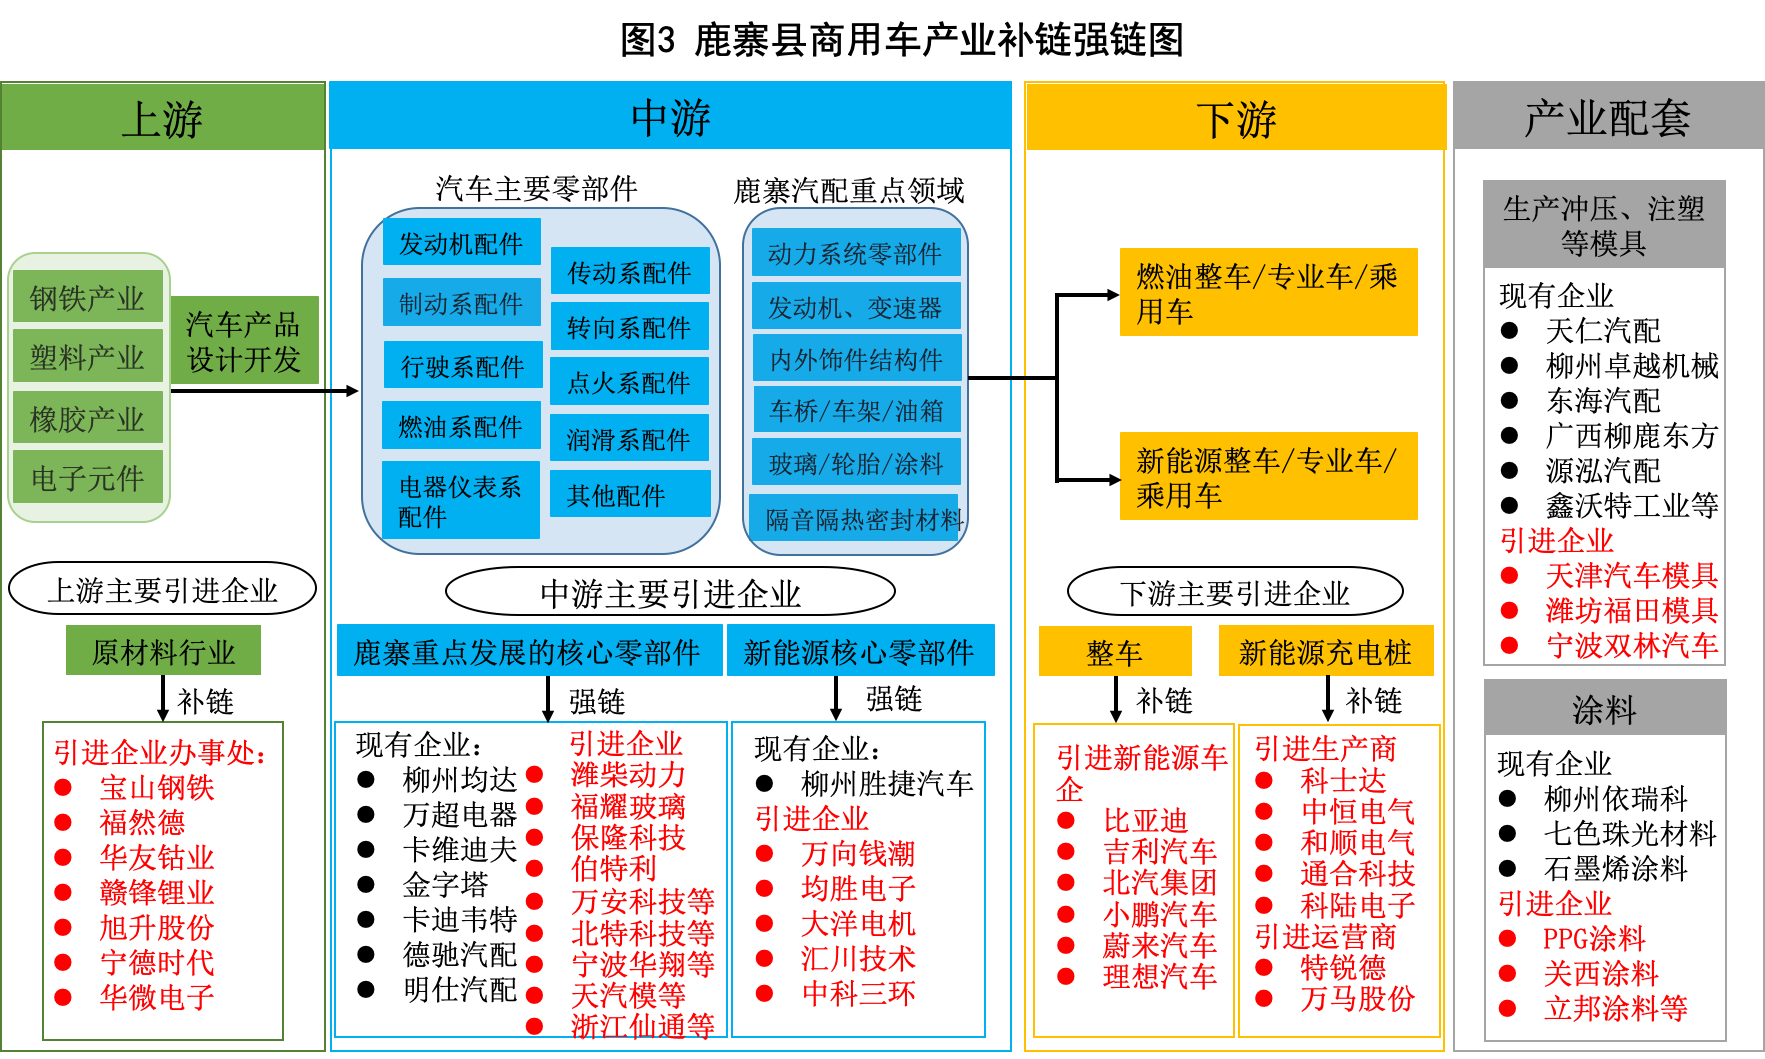 图3 鹿寨县商用车产业补链强链图
上游
钢铁产业
塑料产业
橡胶产业
电子元件
汽车产品
设计开发
上游主要引进企业
原材料行业
补链
引进企业办事处：
● 宝山钢铁
● 福然德
● 华友钴业
● 赣锋锂业
● 旭升股份
● 宁德时代
● 华微电子
中游
汽车主要零部件
发动机配件
制动系配件
行驶系配件
燃油系配件
电器仪表系
配件
传动系配件
转向系配件
点火系配件
润滑系配件
其他配件
鹿寨汽配重点领域
动力系统零部件
发动机、变速器
内外饰件结构件
车桥/车架/油箱
玻璃/轮胎/涂料
隔音隔热密封材料
中游主要引进企业
鹿寨重点发展的核心零部件
强链
现有企业：
● 柳州均达
● 万超电器
● 卡维迪夫
● 金字塔
● 卡迪韦特
● 德驰汽配
● 明仕汽配
引进企业
● 潍柴动力
● 福耀玻璃
● 保隆科技
● 伯特利
● 万安科技等
● 北特科技等
● 宁波华翔等
● 天汽模等
● 浙江仙通等
新能源核心零部件
强链
现有企业：
● 柳州胜捷汽车
引进企业
● 万向钱潮
● 均胜电子
● 大洋电机
● 汇川技术
● 中科三环
下游
燃油整车/专业车/乘
用车
新能源整车/专业车/
乘用车
下游主要引进企业
整车
补链
引进新能源车
企
● 比亚迪
● 吉利汽车
● 北汽集团
● 小鹏汽车
● 蔚来汽车
● 理想汽车
新能源充电桩
补链
引进生产商
● 科士达
● 中恒电气
● 和顺电气
● 通合科技
● 科陆电子
引进运营商
● 特锐德
● 万马股份
产业配套
生产冲压、注塑
等模具
现有企业
● 天仁汽配
● 柳州卓越机械
● 东海汽配
● 广西柳鹿东方
● 源泓汽配
● 鑫沃特工业等
引进企业
● 天津汽车模具
● 潍坊福田模具
● 宁波双林汽车
涂料
现有企业
● 柳州依瑞科
● 七色珠光材料
● 石墨烯涂料
引进企业
● PPG涂料
● 关西涂料
● 立邦涂料等